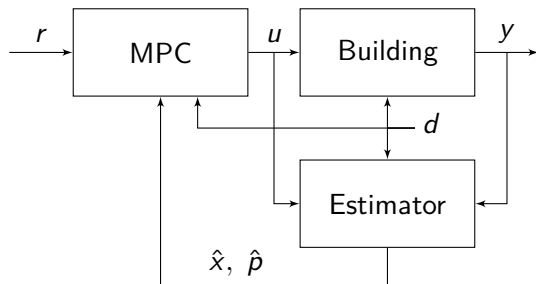 r
MPC
u
Building
y
d
Estimator
x̂, p̂